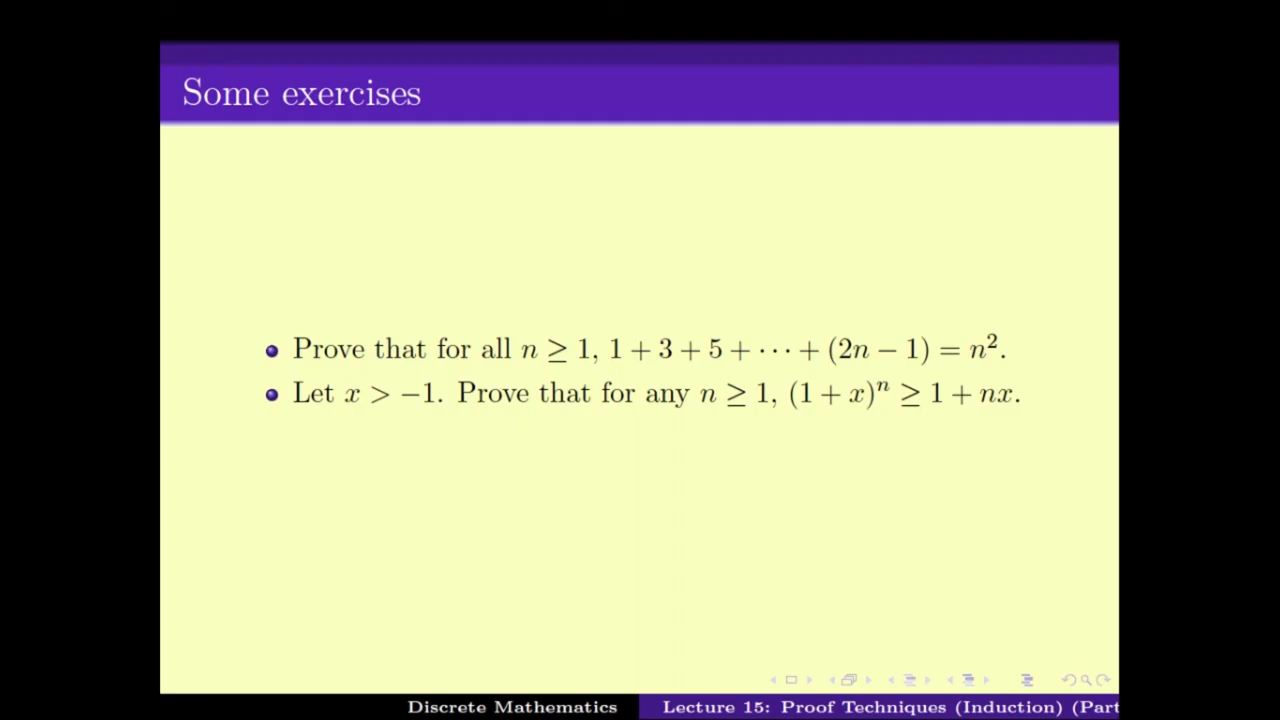 Some exercises
Prove that for all n ≥ 1, 1 + 3 + 5 + ⋯ + (2n − 1) = n².
Let x > −1. Prove that for any n ≥ 1, (1 + x)ⁿ ≥ 1 + nx.
Discrete Mathematics Lecture 15: Proof Techniques (Induction) (Part